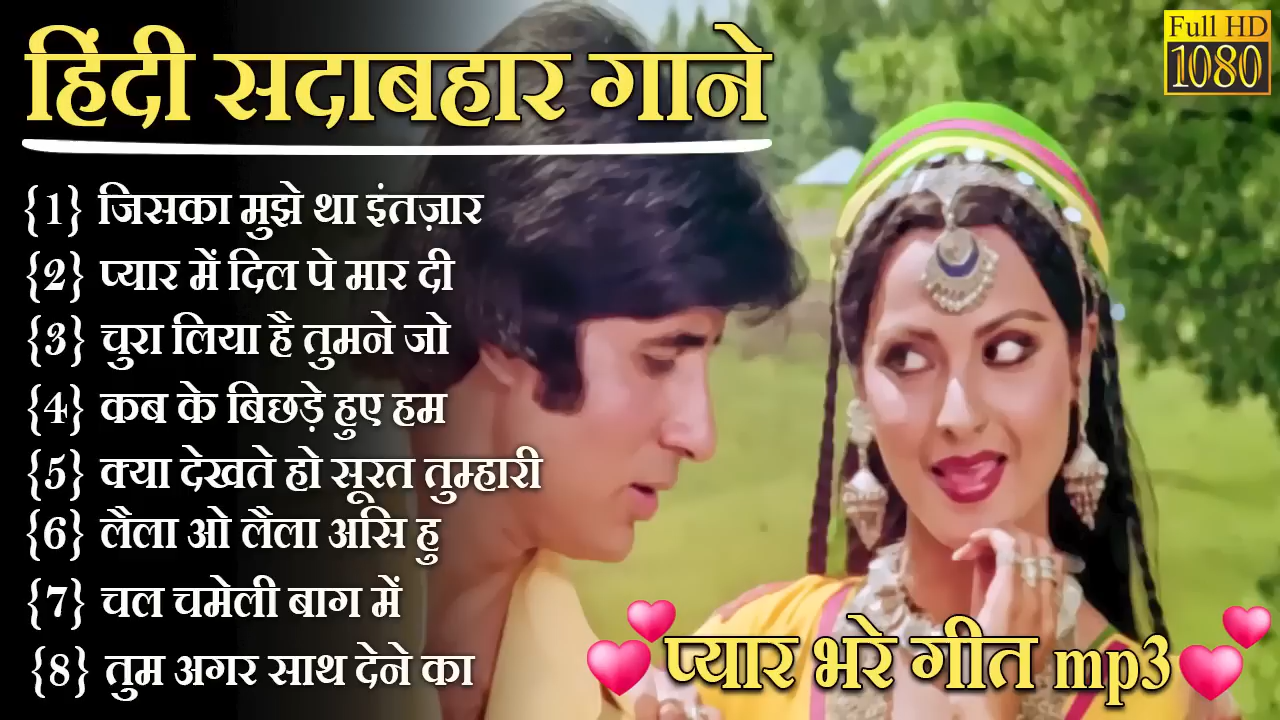 हिंदी सदाबहार गाने
Full HD
1080
{1} जिसका मुझे था इंतज़ार
{2} प्यार में दिल पे मार दी
{3} चुरा लिया है तुमने जो
{4} कब के बिछड़े हुए हम
{5} क्या देखते हो सूरत तुम्हारी
{6} लैला ओ लैला असि हु
{7} चल चमेली बाग में
{8} तुम अगर साथ देने का
प्यार भरे गीत mp3